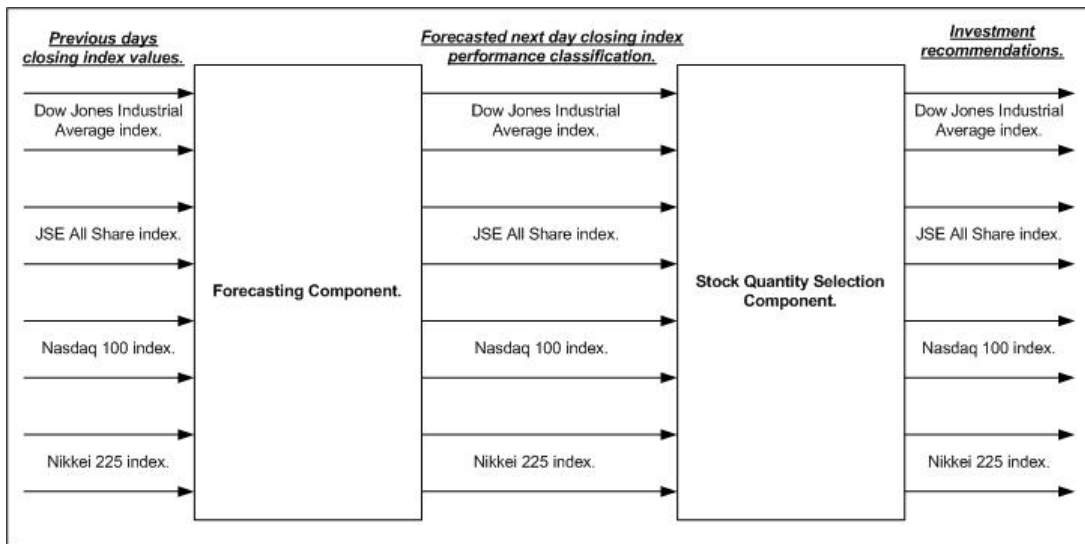 Previous days
closing index values.
Forecasted next day closing index
performance classification.
Investment
recommendations.
Dow Jones Industrial
Average index.
Dow Jones Industrial
Average index.
Dow Jones Industrial
Average index.
JSE All Share index.
JSE All Share index.
JSE All Share index.
Forecasting Component.
Stock Quantity Selection
Component.
Nasdaq 100 index.
Nasdaq 100 index.
Nasdaq 100 index.
Nikkei 225 index.
Nikkei 225 index.
Nikkei 225 index.